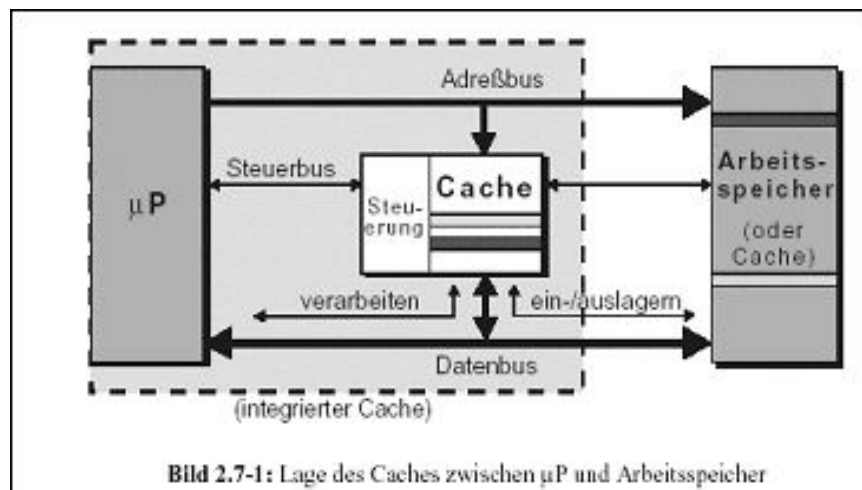 Adreßbus
Steuerbus
µP
Steu-
erung
Cache
Arbeits-
speicher
(oder
Cache)
verarbeiten
ein-/auslagern
Datenbus
(integrierter Cache)
Bild 2.7-1: Lage des Caches zwischen µP und Arbeitsspeicher